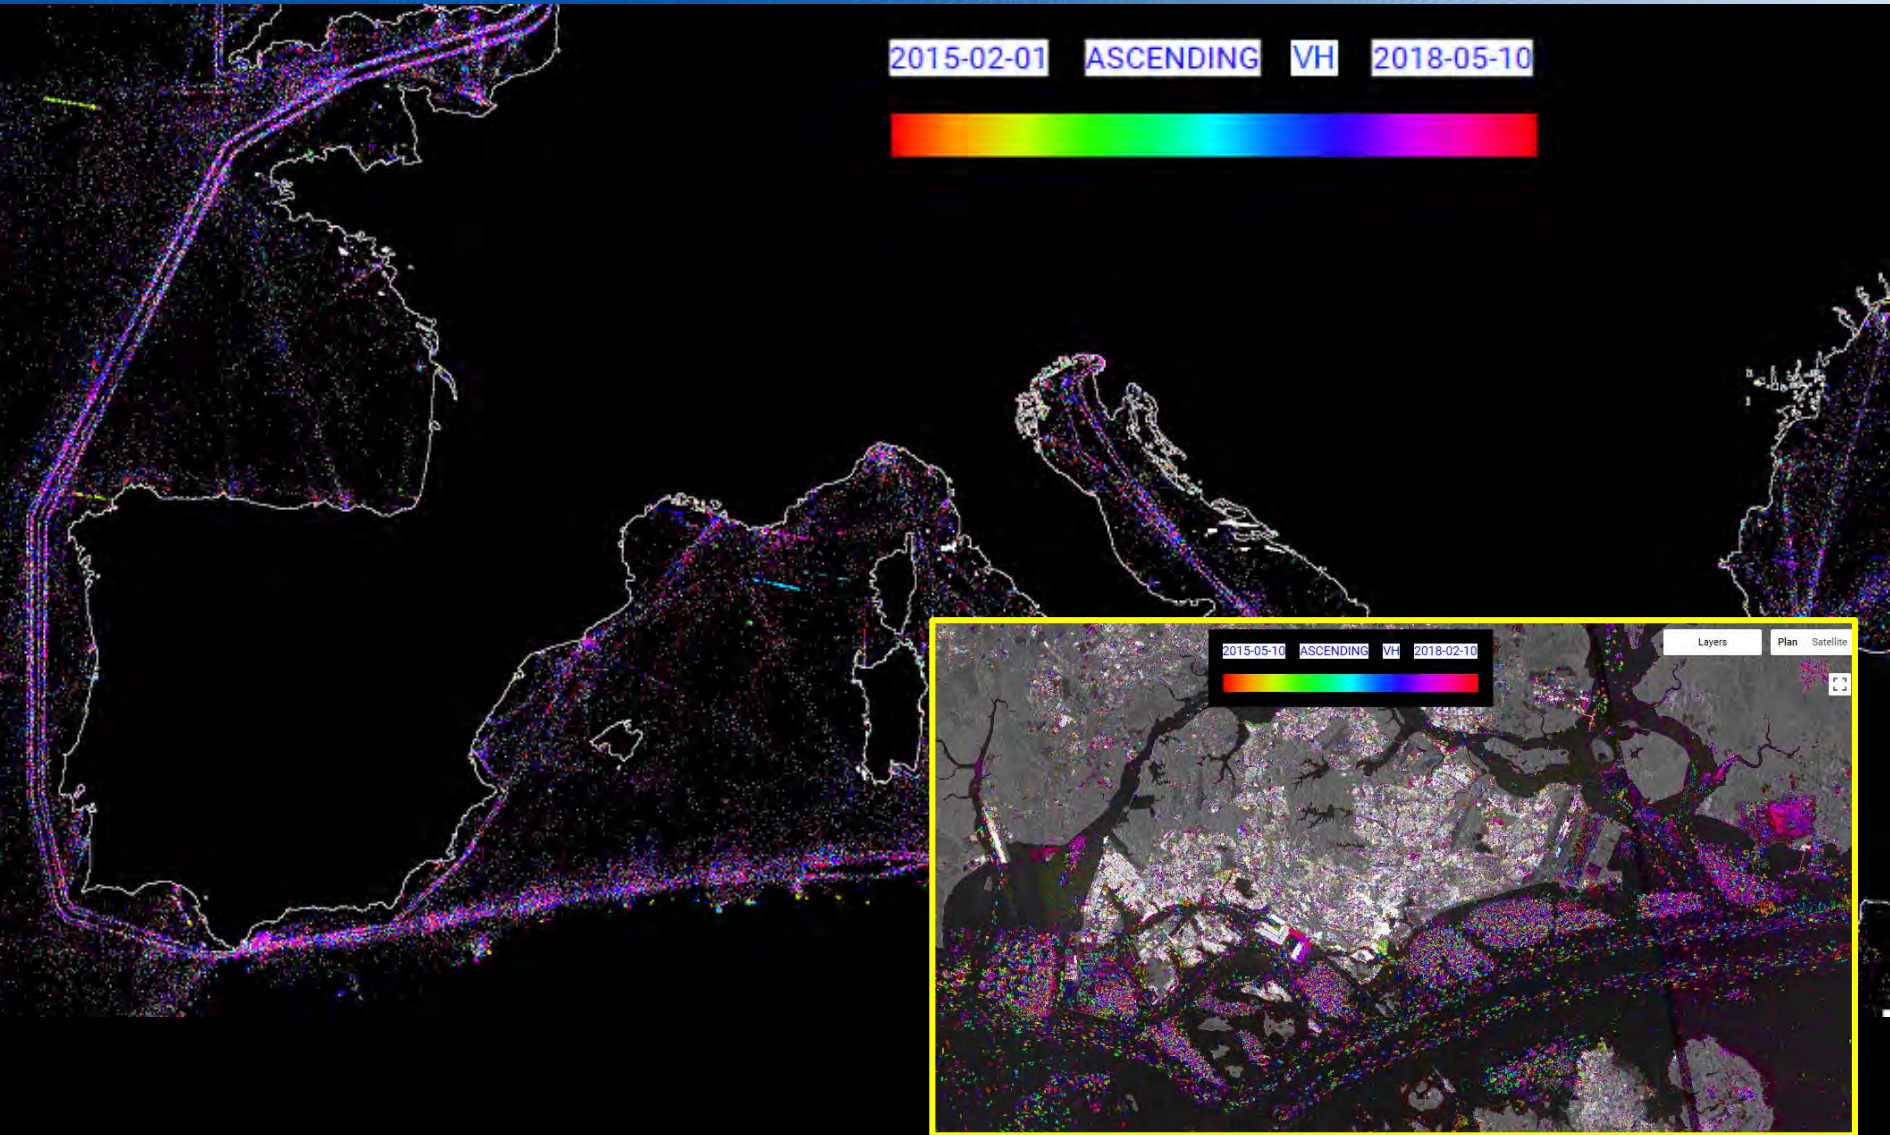 2015-02-01 ASCENDING VH 2018-05-10
2015-05-10 ASCENDING VH 2018-02-10
Layers Plan Satellite